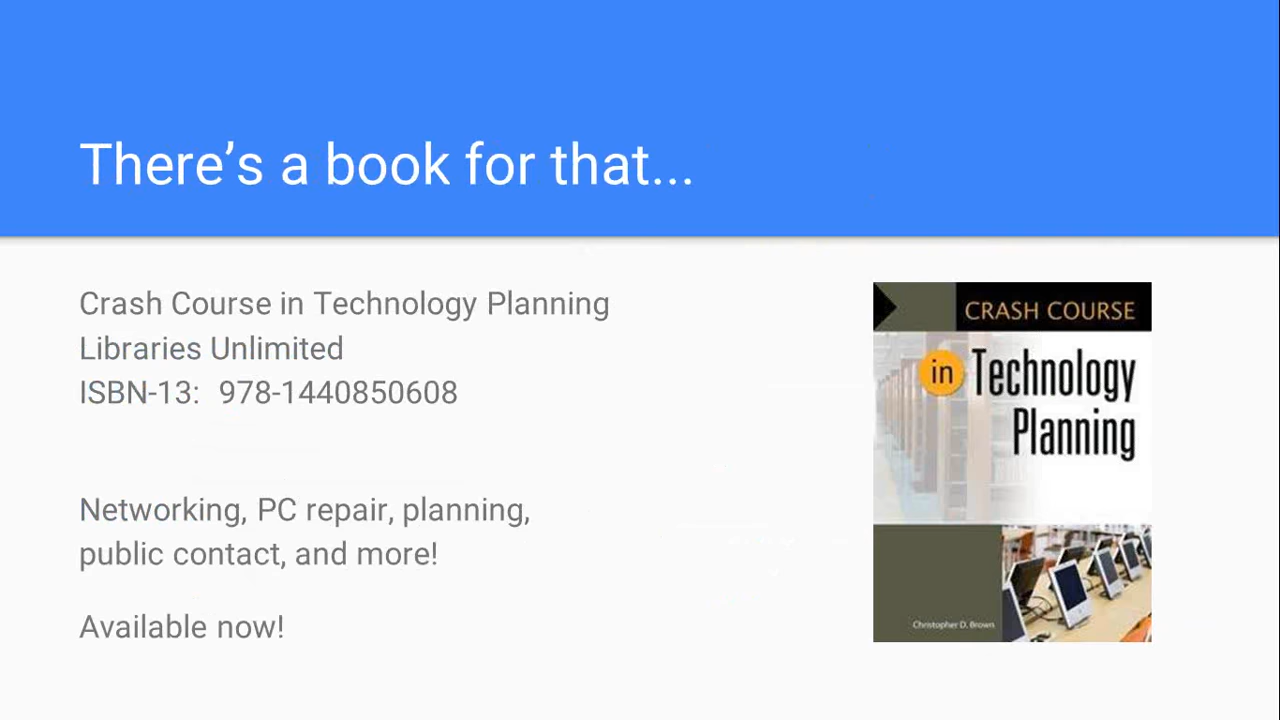 There’s a book for that...
Crash Course in Technology Planning
Libraries Unlimited
ISBN-13:  978-1440850608
Networking, PC repair, planning,
public contact, and more!
Available now!
CRASH COURSE
in Technology
Planning
Christopher D. Brown